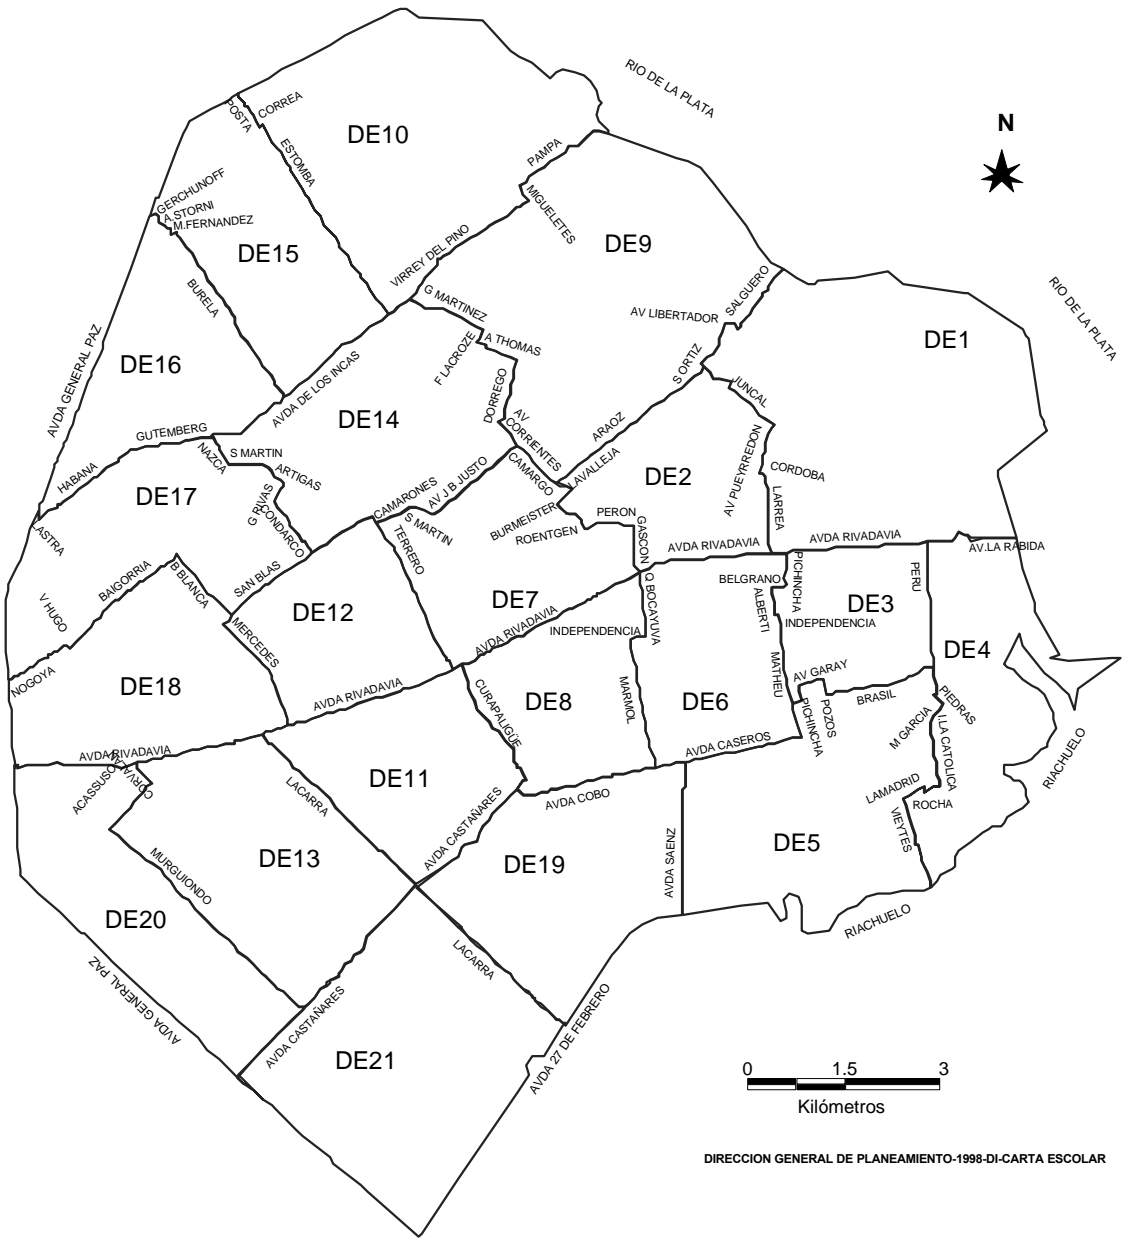 RIO DE LA PLATA
N
POSTA
CORREA
DE10
ESTOMBA
PAMPA
GERCHUNOFF
A.STORNI
M.FERNANDEZ
MIGUELETES
DE15
DE9
VIRREY DEL PINO
BURELA
SALGUERO
RIO DE LA PLATA
G MARTINEZ
AV LIBERTADOR
DE1
AVDA GENERAL PAZ
DE16
F LACROZE
A THOMAS
S ORTIZ
AVDA DE LOS INCAS
JUNCAL
DORREGO
DE14
AV
CORRIENTES
ARAOZ
GUTEMBERG
NAZCA
S MARTIN
ARTIGAS
HABANA
CAMARGO
LAVALLEJA
AV PUEYRREDON
CORDOBA
DE2
DE17
G RIVAS
CONDARCO
CAMARONES
AV J B JUSTO
S MARTIN
BURMEISTER
ROENTGEN
PERON
GASCON
LARREA
LASTRA
TERRERO
AVDA RIVADAVIA
AVDA RIVADAVIA
AV.LA RABIDA
BAIGORRIA
B BLANCA
SAN BLAS
V HUGO
MERCEDES
DE12
DE7
AVDA RIVADAVIA
Q BOCAYUVA
BELGRANO
PICHINCHA
ALBERTI
DE3
PERU
INDEPENDENCIA
INDEPENDENCIA
DE4
NOGOYA
DE18
AVDA RIVADAVIA
CURAPALIGÜE
DE8
MARMOL
DE6
MATHEU
AV GARAY
PICHINCHA
POZOS
BRASIL
PIEDRAS
M GARCIA
I.LA CATOLICA
AVDA RIVADAVIA
ACASSUSO
CORVALAN
AVDA CASEROS
RIACHUELO
LACARRA
DE11
AVDA CASTAÑARES
AVDA COBO
LAMADRID
ROCHA
VIEYTES
MURGUIONDO
DE13
DE19
AVDA SAENZ
DE5
DE20
RIACHUELO
AVDA GENERAL PAZ
LACARRA
AVDA CASTAÑARES
AVDA 27 DE FEBRERO
DE21
0 1.5 3
Kilómetros
DIRECCION GENERAL DE PLANEAMIENTO-1998-DI-CARTA ESCOLAR